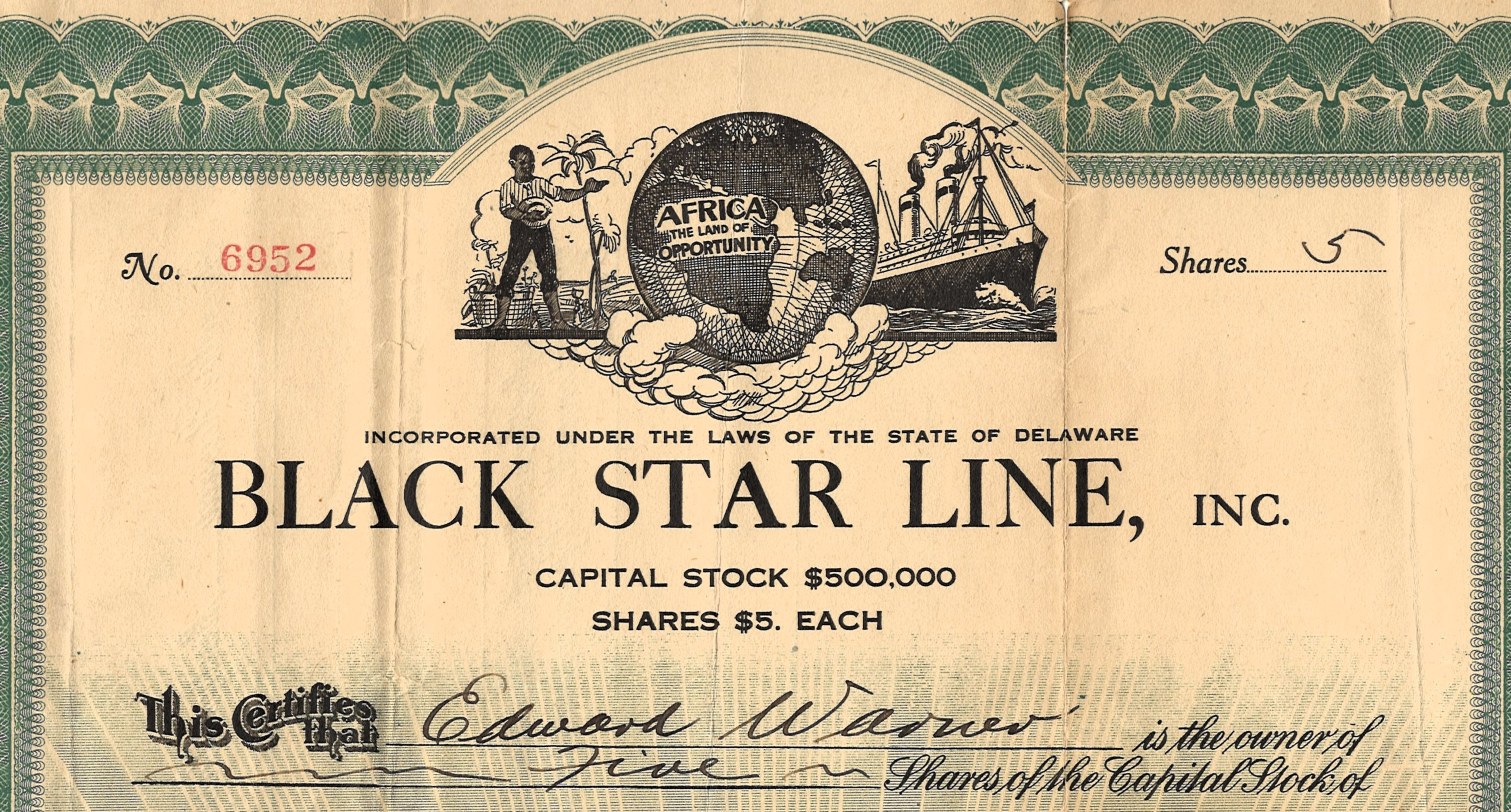 AFRICA
THE LAND OF
OPPORTUNITY
No. 6952
Shares 5
INCORPORATED UNDER THE LAWS OF THE STATE OF DELAWARE
BLACK STAR LINE, INC.
CAPITAL STOCK $500,000
SHARES $5. EACH
This Certifies that Edward Warner is the owner of
Five Shares of the Capital Stock of